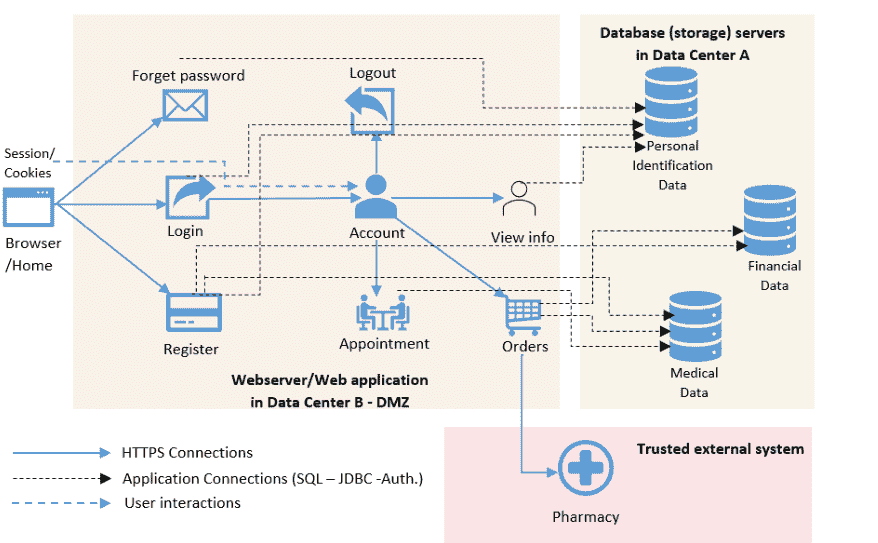 Database (storage) servers
in Data Center A
Forget password
Logout
Personal
Identification
Data
Session/
Cookies
Login
Account
View info
Browser
/Home
Financial
Data
Register
Appointment
Orders
Medical
Data
Webserver/Web application
in Data Center B - DMZ
HTTPS Connections
Application Connections (SQL – JDBC -Auth.)
User interactions
Trusted external system
Pharmacy